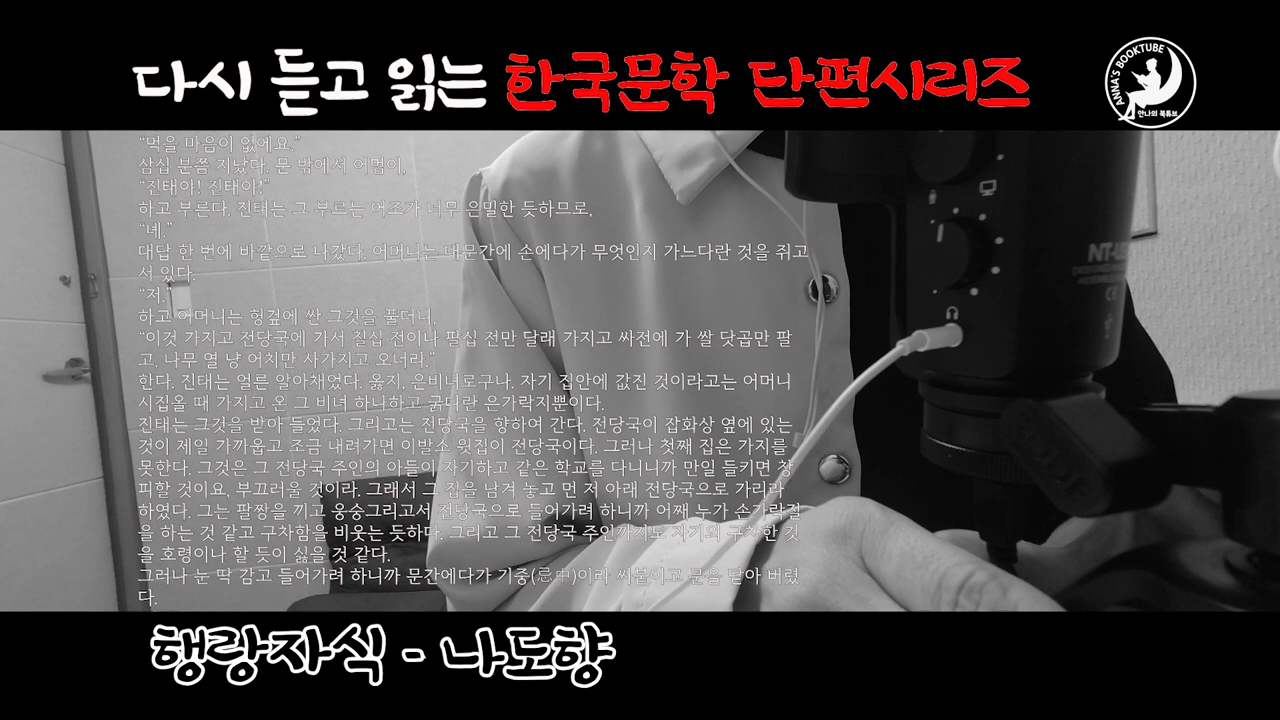 다시 듣고 읽는 한국문학 단편시리즈
ANNA'S BOOKTUBE
안나의 북튜브
“먹을 마음이 없에요.”
삼십 분쯤 지났다. 문 밖에서 어멈이,
“진태야! 진태야!”
하고 부른다. 진태는 그 부르는 어조가 너무 은밀한 듯하므로,
“네.”
대답 한 번에 바깥으로 나갔다. 어머니는 대문간에 손에다가 무엇인지 가느다란 것을 쥐고
서 있다.
“저.”
하고 어머니는 헝겊에 싼 그것을 풀더니,
“이것 가지고 전당국에 가서 칠십 전이나 팔십 전만 달래 가지고 싸전에 가 쌀 닷곱만 팔
고, 나무 열 냥 어치만 사가지고 오너라.”
한다. 진태는 얼른 알아채었다. 옳지, 은비녀로구나. 자기 집안에 값진 것이라고는 어머니
시집올 때 가지고 온 그 비녀 하나하고 굵다란 은가락지뿐이다.
진태는 그것을 받아 들었다. 그리고는 전당국을 향하여 간다. 전당국이 잡화상 옆에 있는
것이 제일 가까웁고 조금 내려가면 이발소 윗집이 전당국이다. 그러나 첫째 집은 가지를
못한다. 그것은 그 전당국 주인의 아들이 자기하고 같은 학교를 다니니까 만일 들키면 창
피할 것이요, 부끄러울 것이라. 그래서 그 집을 남겨 놓고 먼 저 아래 전당국으로 가리라
하였다. 그는 팔짱을 끼고 웅숭그리고서 전당국으로 들어가려 하니까 어째 누가 손가락질
을 하는 것 같고 구차함을 비웃는 듯하다. 그리고 그 전당국 주인까지도 자기의 구차한 것
을 호령이나 할 듯이 싫을 것 같다.
그러나 눈 딱 감고 들어가려 하니까 문간에다가 기중(忌中)이라 써붙이고 문을 닫아 버렸
다.
NT-US
CE
행랑자식 - 나도향